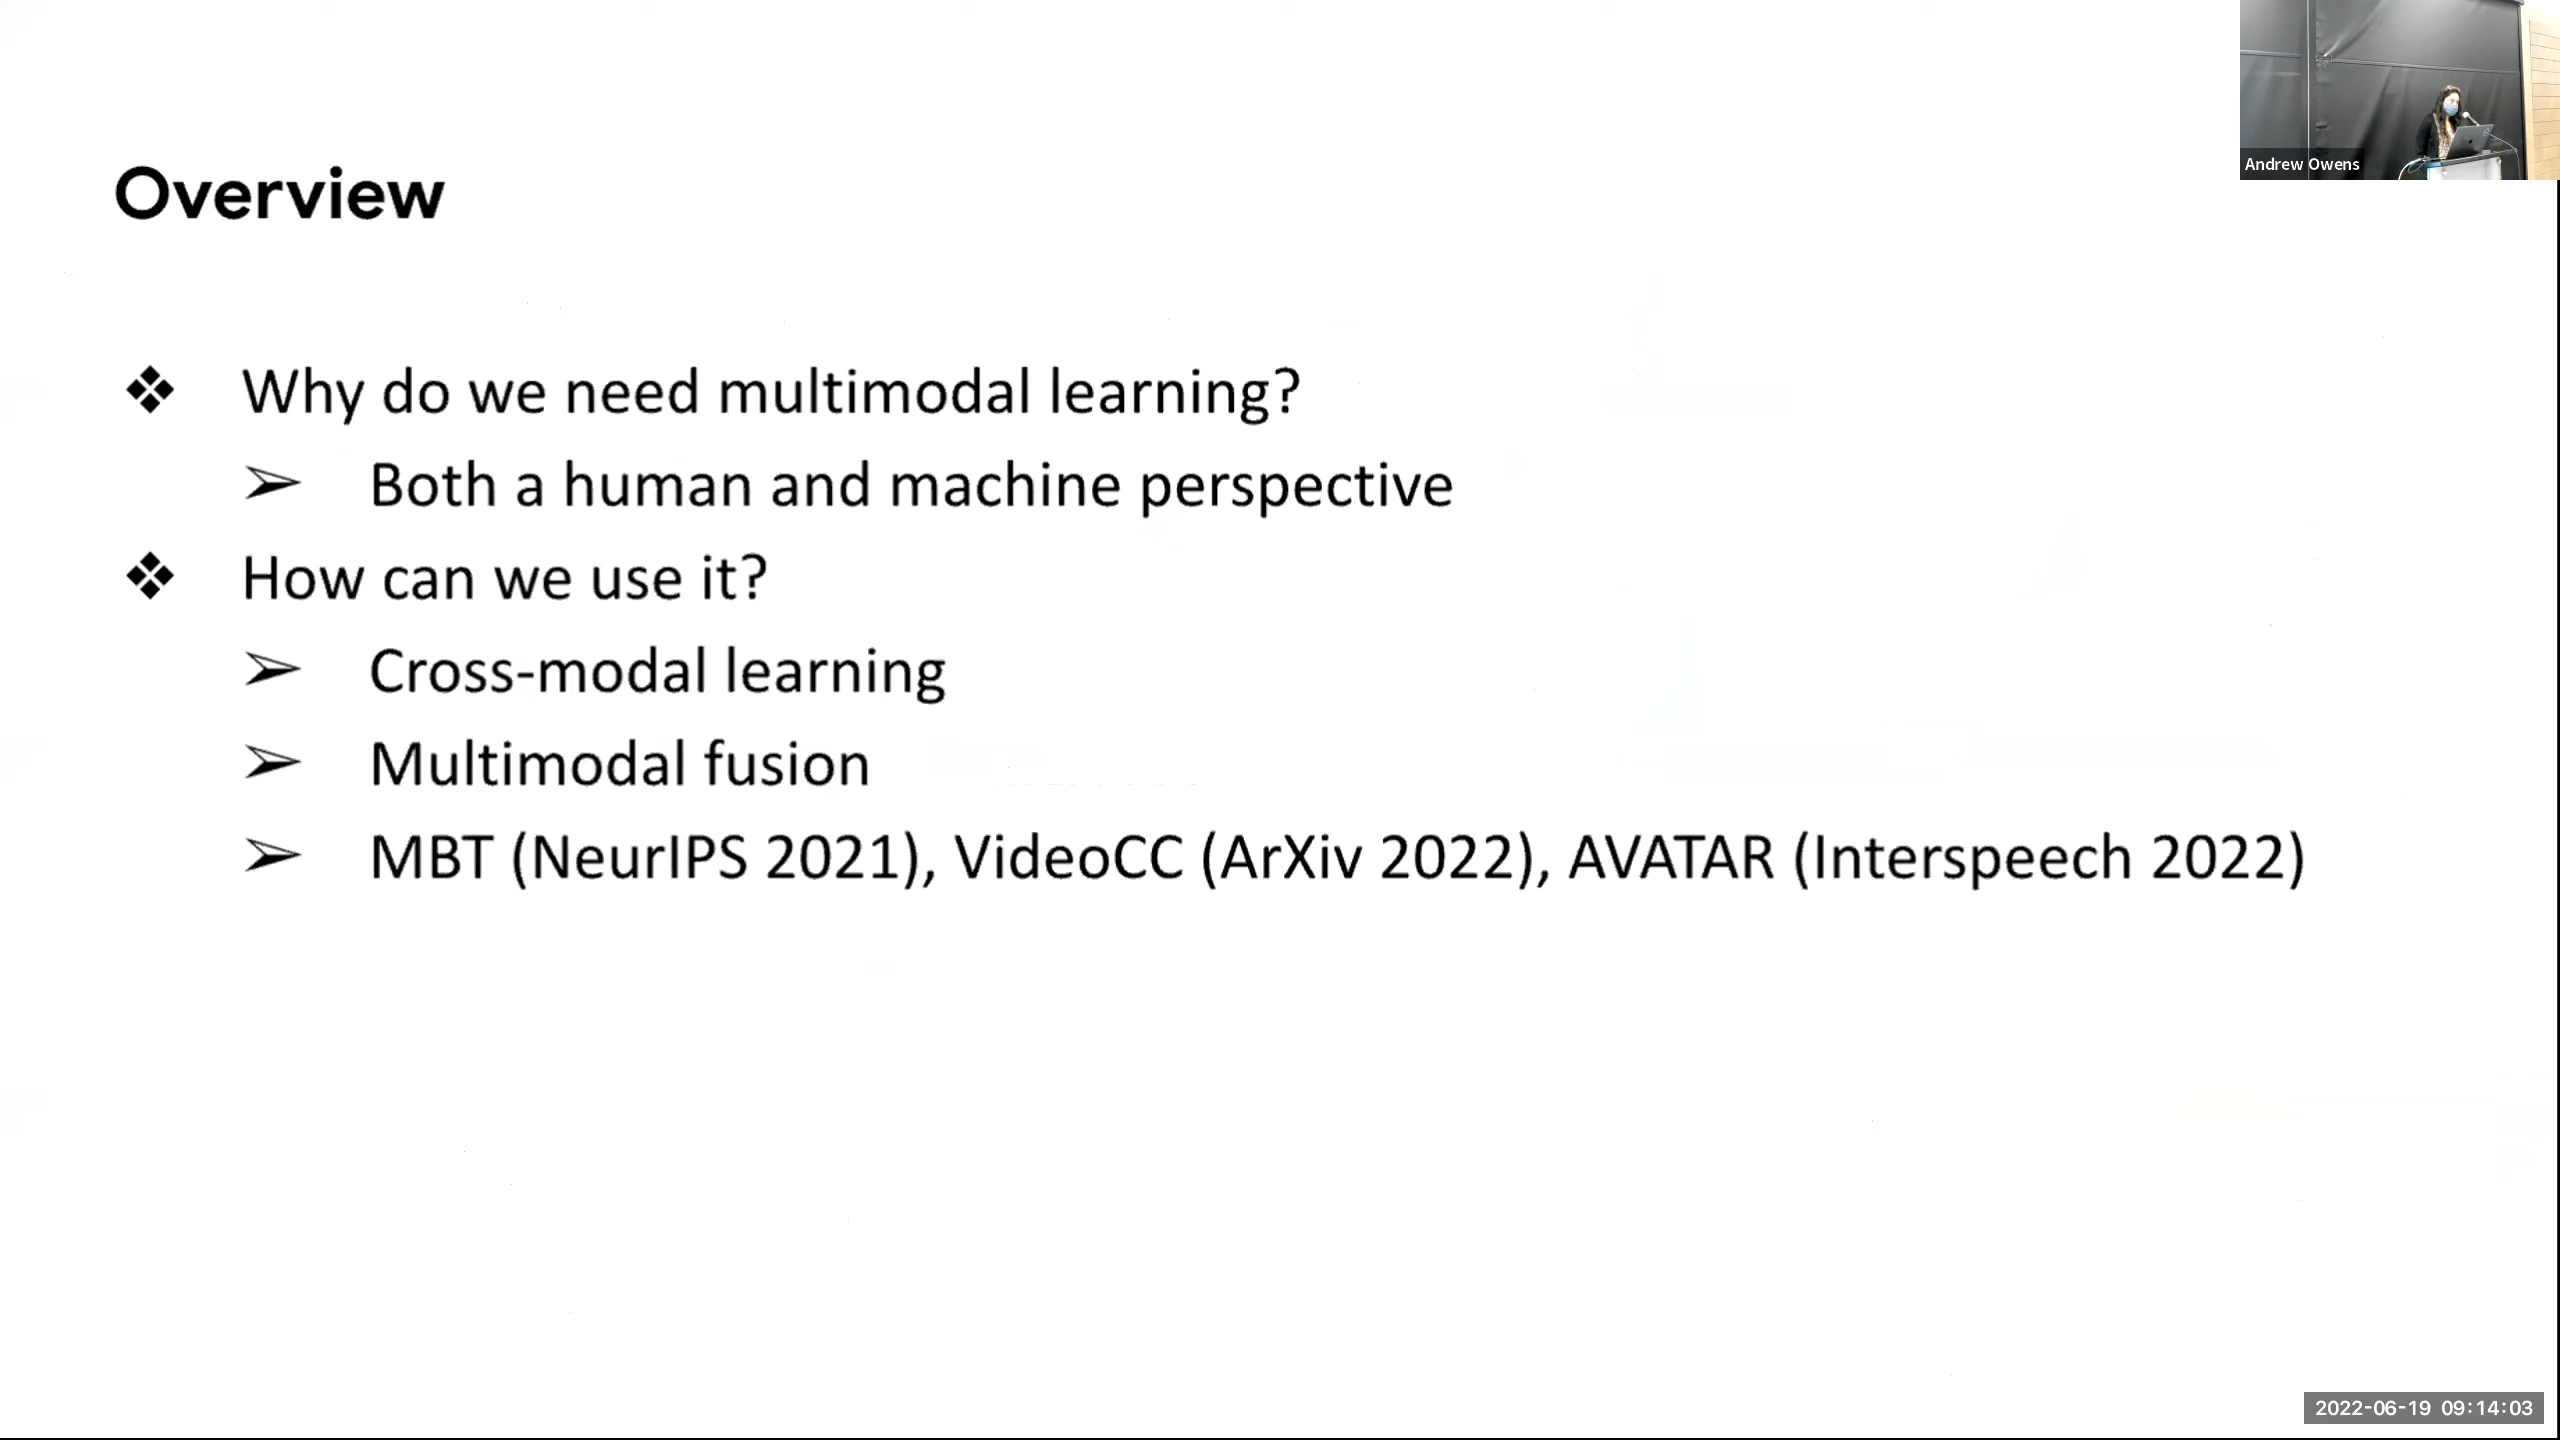 Andrew Owens
Overview
Why do we need multimodal learning?
Both a human and machine perspective
How can we use it?
Cross-modal learning
Multimodal fusion
MBT (NeurIPS 2021), VideoCC (ArXiv 2022), AVATAR (Interspeech 2022)
2022-06-19 09:14:03